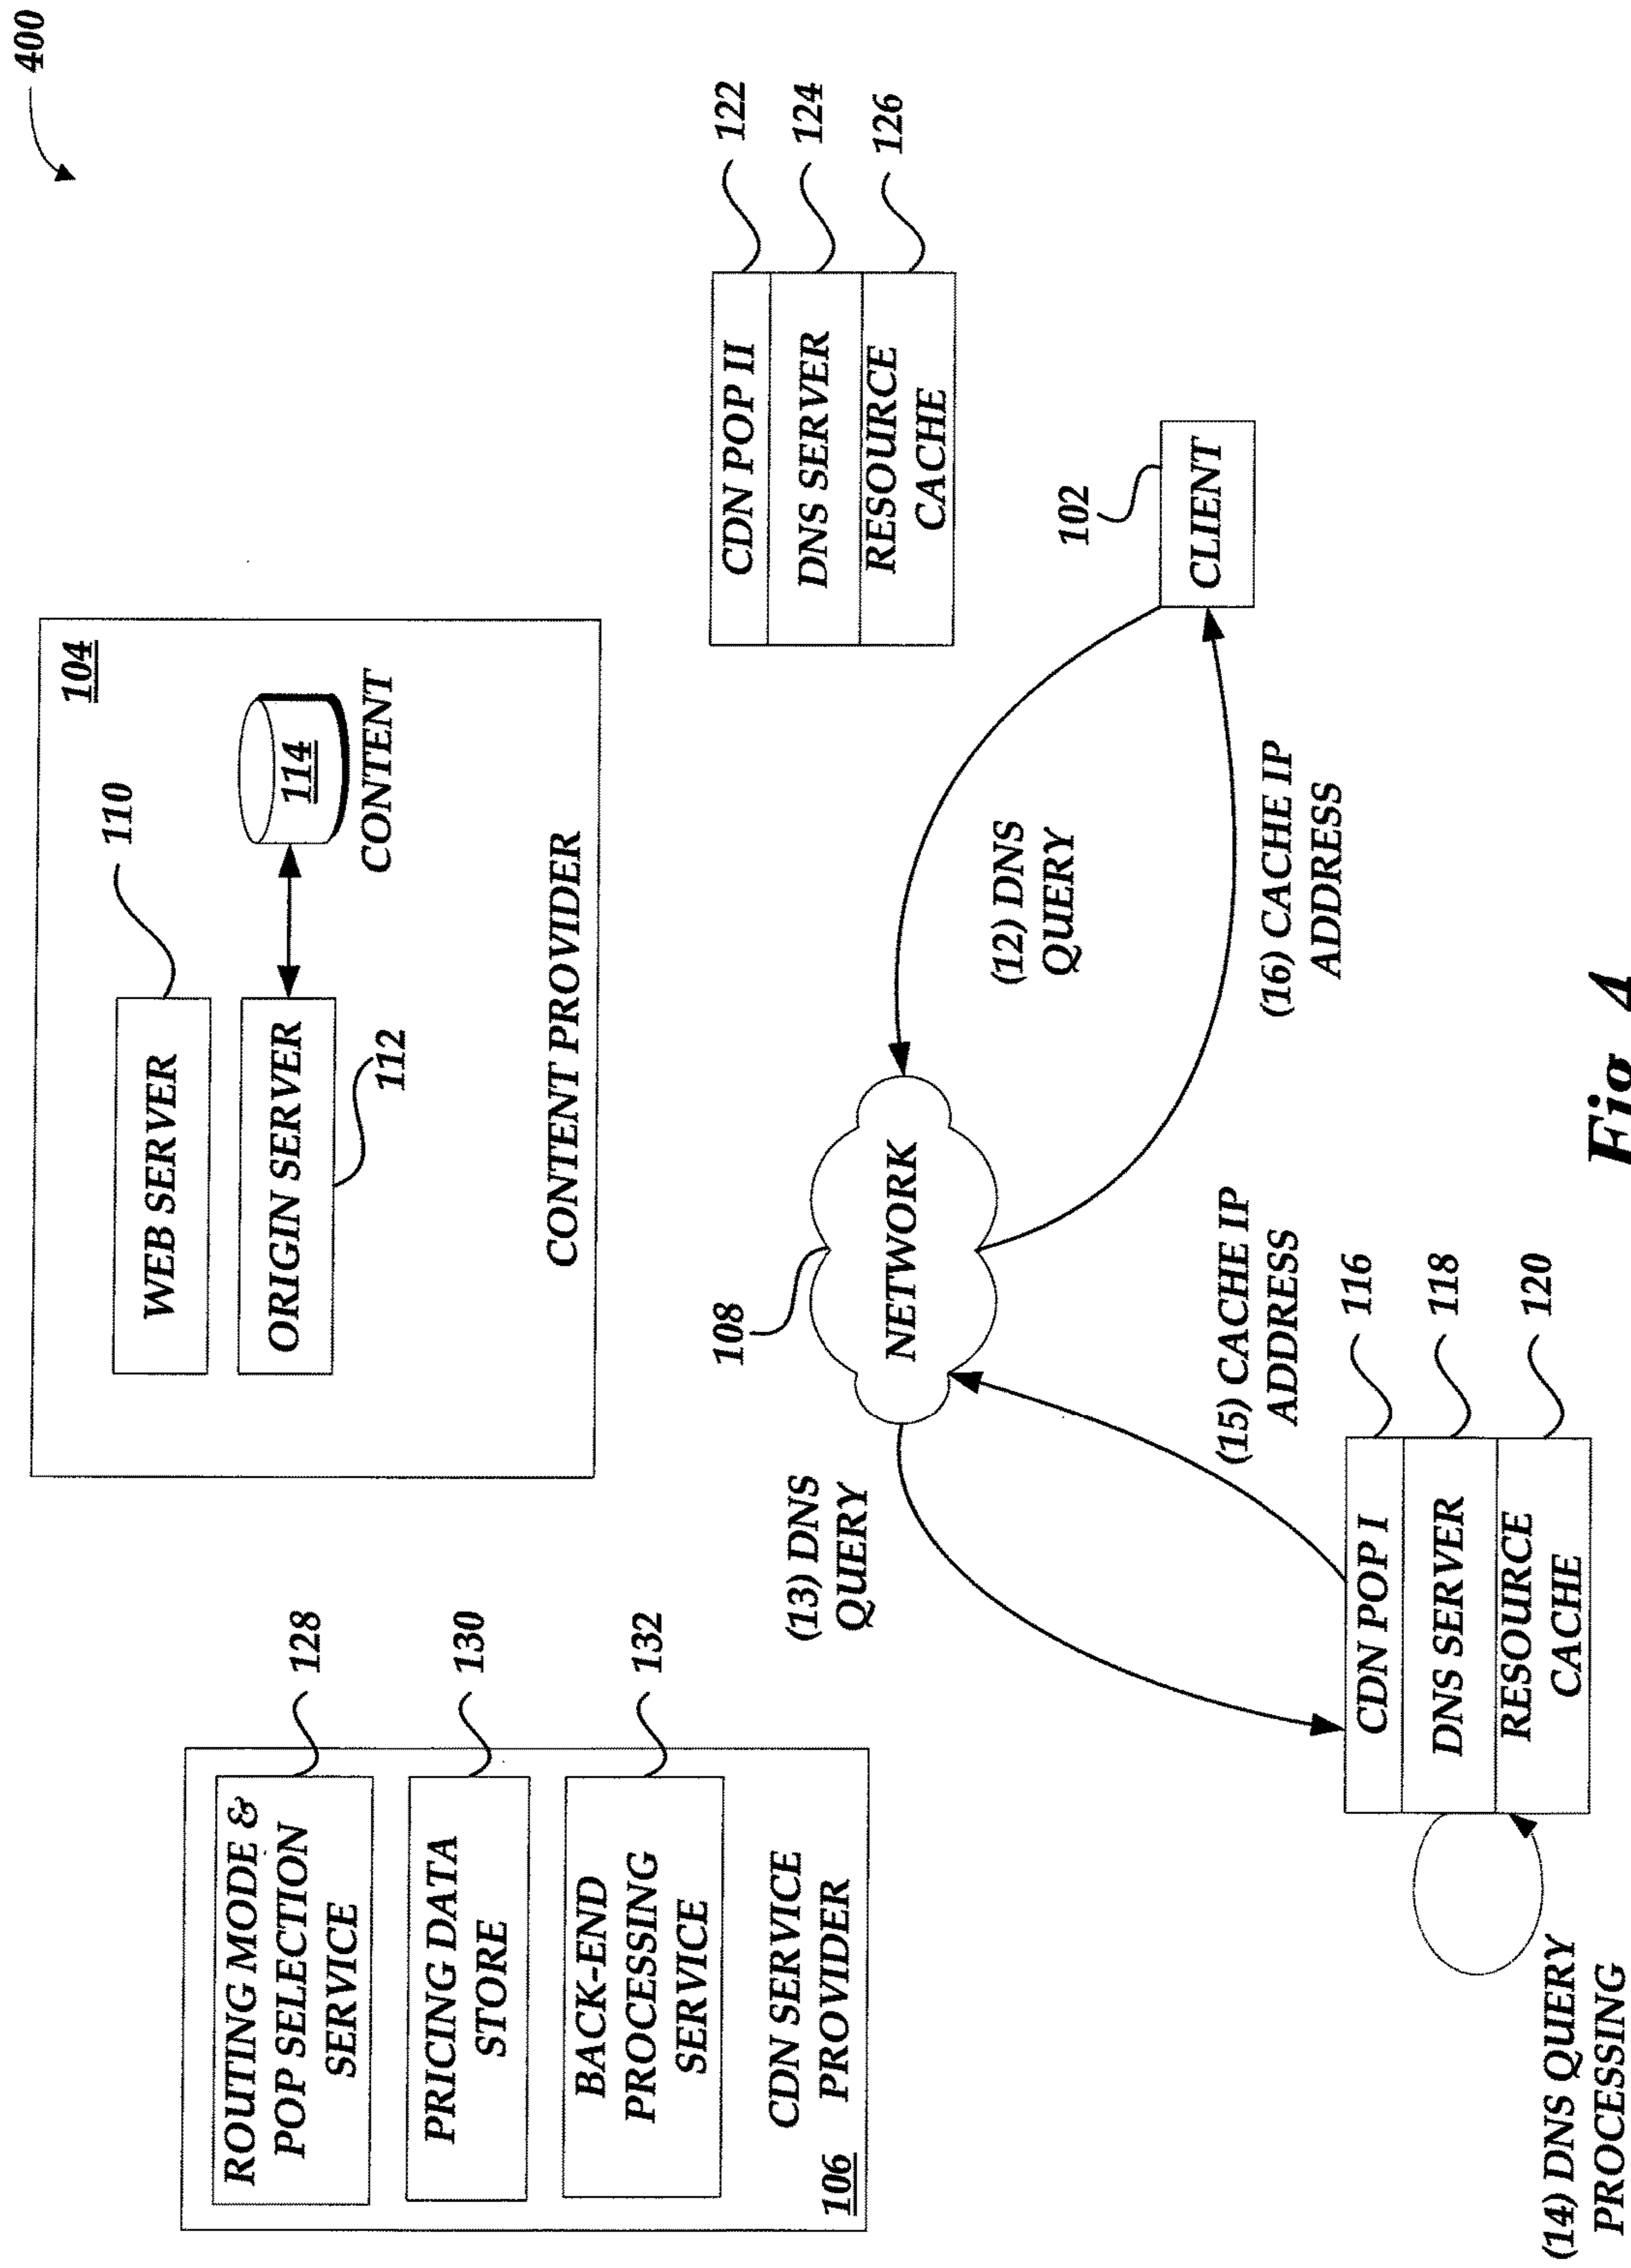 400
ROUTING MODE &
POP SELECTION
SERVICE
128
PRICING DATA
STORE
130
BACK-END
PROCESSING
SERVICE
132
CDN SERVICE
PROVIDER
106
104
WEB SERVER
110
ORIGIN SERVER
112
114
CONTENT
CONTENT PROVIDER
CDN POP II
DNS SERVER
RESOURCE
CACHE
122
124
126
108
NETWORK
102
CLIENT
(12) DNS
QUERY
(13) DNS
QUERY
(14) DNS QUERY
PROCESSING
(15) CACHE IP
ADDRESS
(16) CACHE IP
ADDRESS
CDN POP I
DNS SERVER
RESOURCE
CACHE
116
118
120
Fig. 4